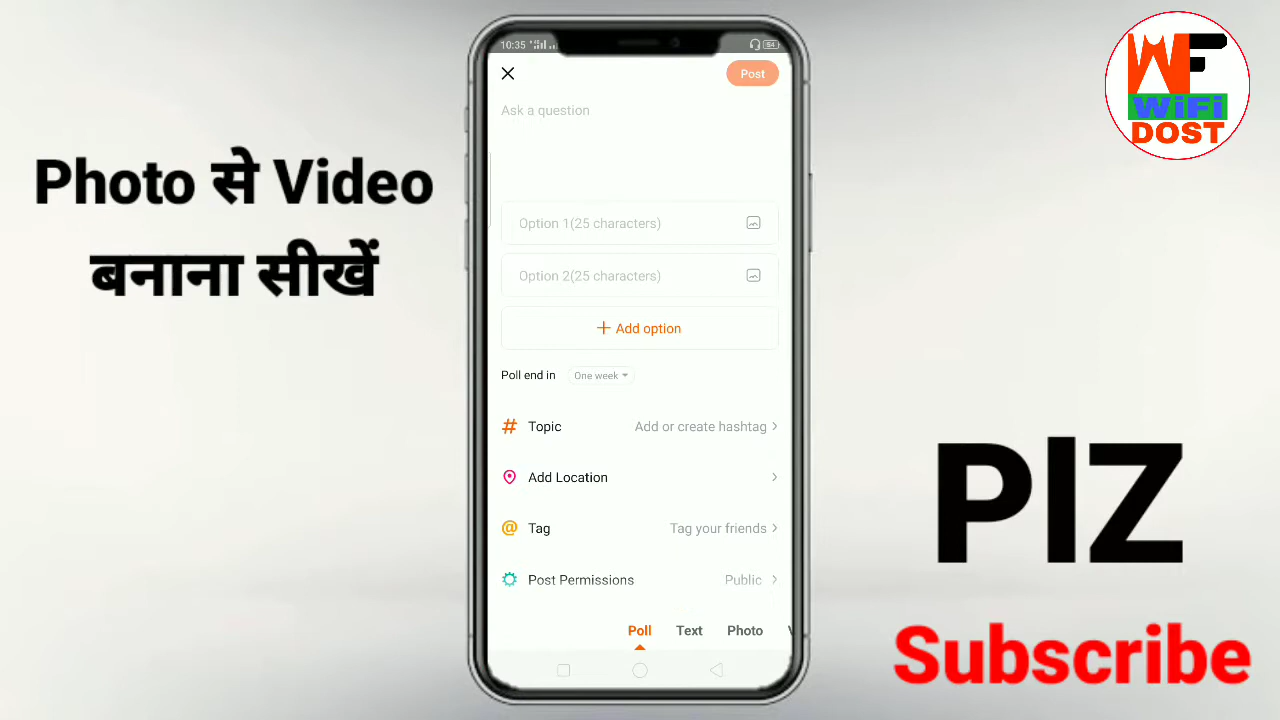 Photo से Video
बनाना सीखें
10:35
54
Post
Ask a question
Option 1(25 characters)
Option 2(25 characters)
+ Add option
Poll end in One week
# Topic Add or create hashtag >
Add Location >
@ Tag Tag your friends >
Post Permissions Public >
Poll Text Photo
WF
WiFi
DOST
PlZ
Subscribe